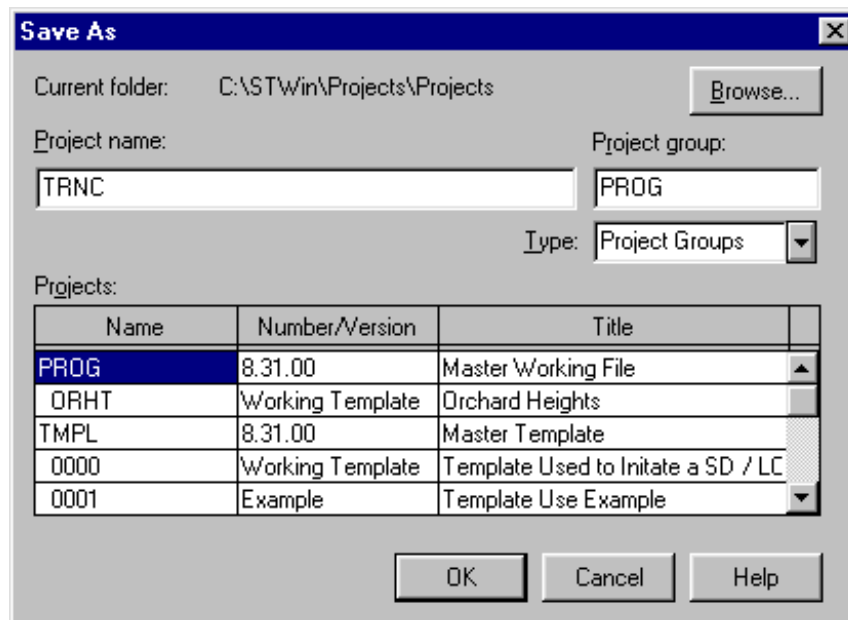 Save As
Current folder: C:\STWin\Projects\Projects Browse...
Project name: Project group:
TRNC PROG
Type: Project Groups
Projects:
Name Number/Version Title
PROG 8.31.00 Master Working File
ORHT Working Template Orchard Heights
TMPL 8.31.00 Master Template
0000 Working Template Template Used to Initate a SD / LC
0001 Example Template Use Example
OK Cancel Help